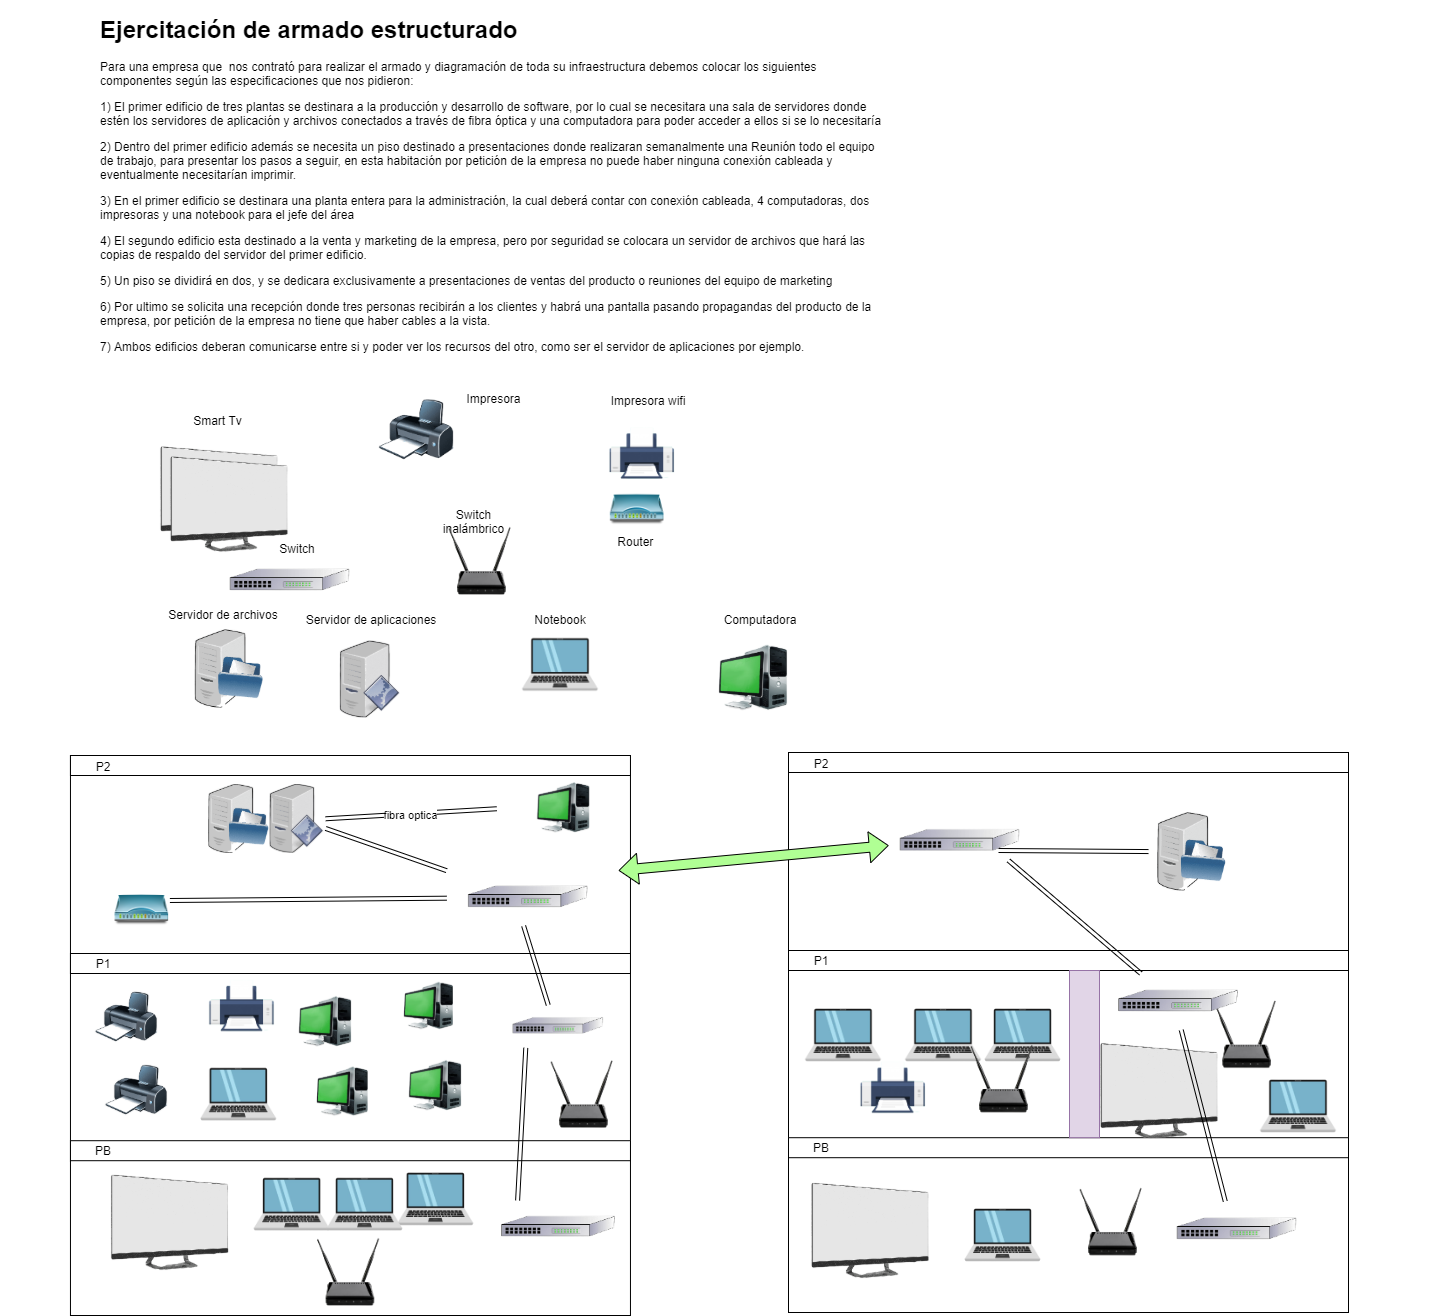 Ejercitación de armado estructurado
Para una empresa que  nos contrató para realizar el armado y diagramación de toda su infraestructura debemos colocar los siguientes
componentes según las especificaciones que nos pidieron:
1) El primer edificio de tres plantas se destinara a la producción y desarrollo de software, por lo cual se necesitara una sala de servidores donde
estén los servidores de aplicación y archivos conectados a través de fibra óptica y una computadora para poder acceder a ellos si se lo necesitaría
2) Dentro del primer edificio además se necesita un piso destinado a presentaciones donde realizaran semanalmente una Reunión todo el equipo
de trabajo, para presentar los pasos a seguir, en esta habitación por petición de la empresa no puede haber ninguna conexión cableada y
eventualmente necesitarían imprimir.
3) En el primer edificio se destinara una planta entera para la administración, la cual deberá contar con conexión cableada, 4 computadoras, dos
impresoras y una notebook para el jefe del área
4) El segundo edificio esta destinado a la venta y marketing de la empresa, pero por seguridad se colocara un servidor de archivos que hará las
copias de respaldo del servidor del primer edificio.
5) Un piso se dividirá en dos, y se dedicara exclusivamente a presentaciones de ventas del producto o reuniones del equipo de marketing
6) Por ultimo se solicita una recepción donde tres personas recibirán a los clientes y habrá una pantalla pasando propagandas del producto de la
empresa, por petición de la empresa no tiene que haber cables a la vista.
7) Ambos edificios deberan comunicarse entre si y poder ver los recursos del otro, como ser el servidor de aplicaciones por ejemplo.
Impresora
Impresora wifi
Smart Tv
Switch
inalámbrico
Router
Switch
Servidor de archivos
Servidor de aplicaciones
Notebook
Computadora
P2
P2
fibra optica
P1
P1
PB
PB